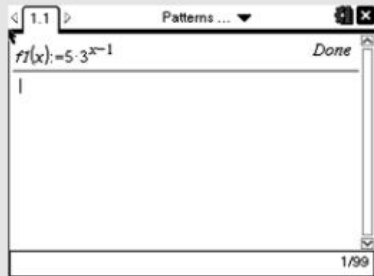 1.1 Patterns ...
f1(x):=5·3^{x−1} Done
1/99